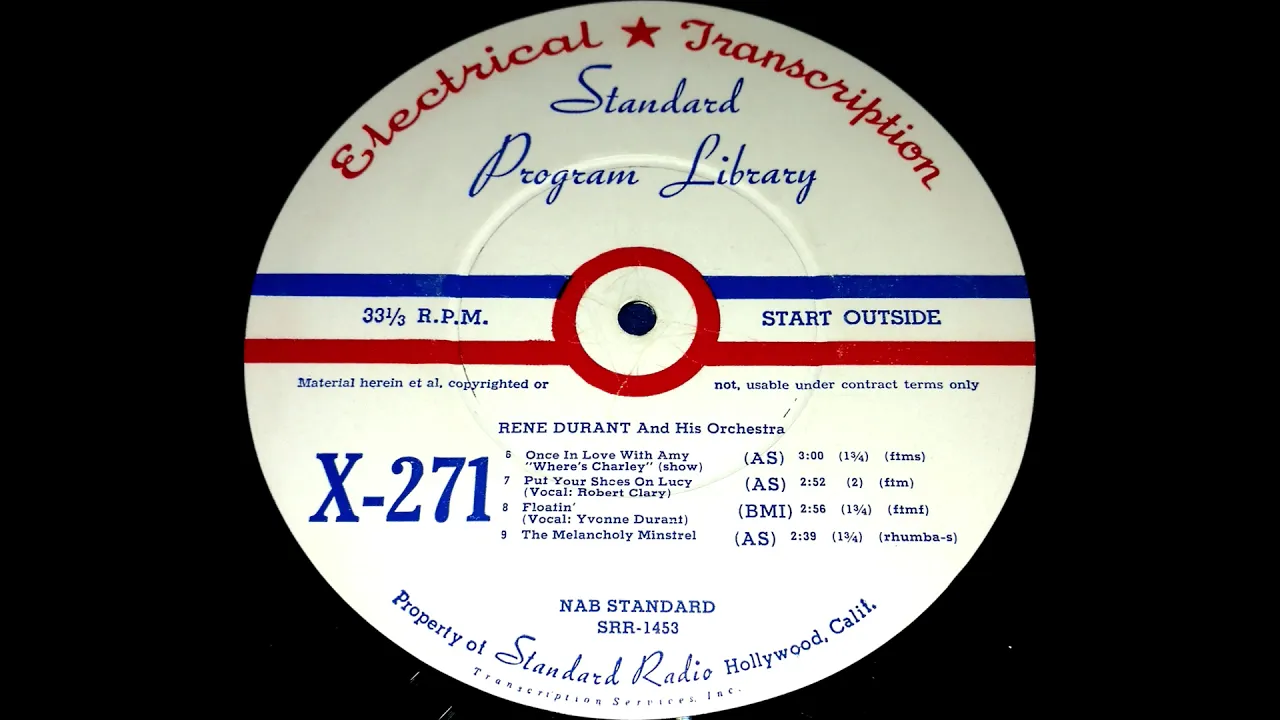 Electrical ★ Transcription
Standard
Program Library
33⅓ R.P.M. START OUTSIDE
Material herein et al, copyrighted or not, usable under contract terms only
RENE DURANT And His Orchestra
6 Once In Love With Amy (AS) 3:00 (1¾) (ftms)
"Where's Charley" (show)
7 Put Your Shoes On Lucy (AS) 2:52 (2) (ftm)
(Vocal: Robert Clary)
X-271
8 Floatin' (BMI) 2:56 (1¾) (ftmf)
(Vocal: Yvonne Durant)
9 The Melancholy Minstrel (AS) 2:39 (1¾) (rhumba-s)
NAB STANDARD
SRR-1453
Property of Standard Radio Hollywood, Calif.
Transcription Services, Inc.